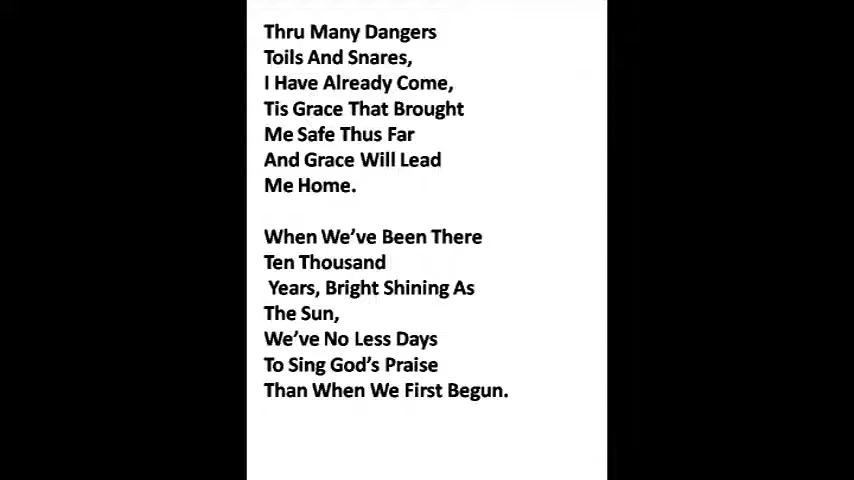 Thru Many Dangers
Toils And Snares,
I Have Already Come,
Tis Grace That Brought
Me Safe Thus Far
And Grace Will Lead
Me Home.
When We’ve Been There
Ten Thousand
Years, Bright Shining As
The Sun,
We’ve No Less Days
To Sing God’s Praise
Than When We First Begun.